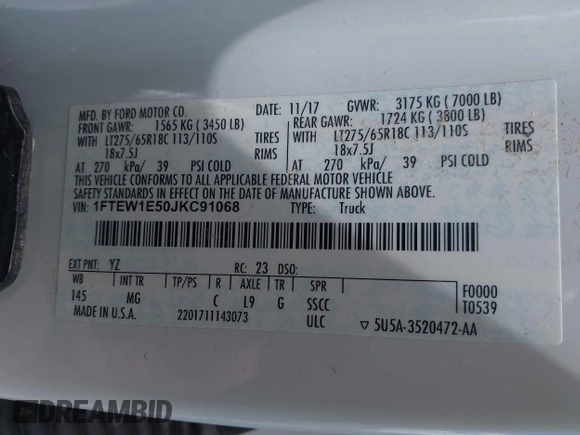 MFD. BY FORD MOTOR CO.
DATE: 11/17 GVWR: 3175 KG ( 7000 LB)
FRONT GAWR: 1565 KG ( 3450 LB) REAR GAWR: 1724 KG ( 3800 LB)
WITH LT275/65R18C 113/110S TIRES WITH LT275/65R18C 113/110S TIRES
18x7.5J RIMS 18x7.5J RIMS
AT 270 kPa/ 39 PSI COLD AT 270 kPa/ 39 PSI COLD
THIS VEHICLE CONFORMS TO ALL APPLICABLE FEDERAL MOTOR VEHICLE
SAFETY STANDARDS IN EFFECT ON THE DATE OF MANUFACTURE SHOWN ABOVE.
VIN: 1FTEW1E50JKC91068 TYPE: Truck
EXT PNT: YZ RC: 23 DSO:
WB INT TR TP/PS R AXLE TR SPR F0000
145 MG C L9 G SSCC T0539
MADE IN U.S.A. 2201711143073 ULC ▽ 5U5A-3520472-AA
DREAMBID